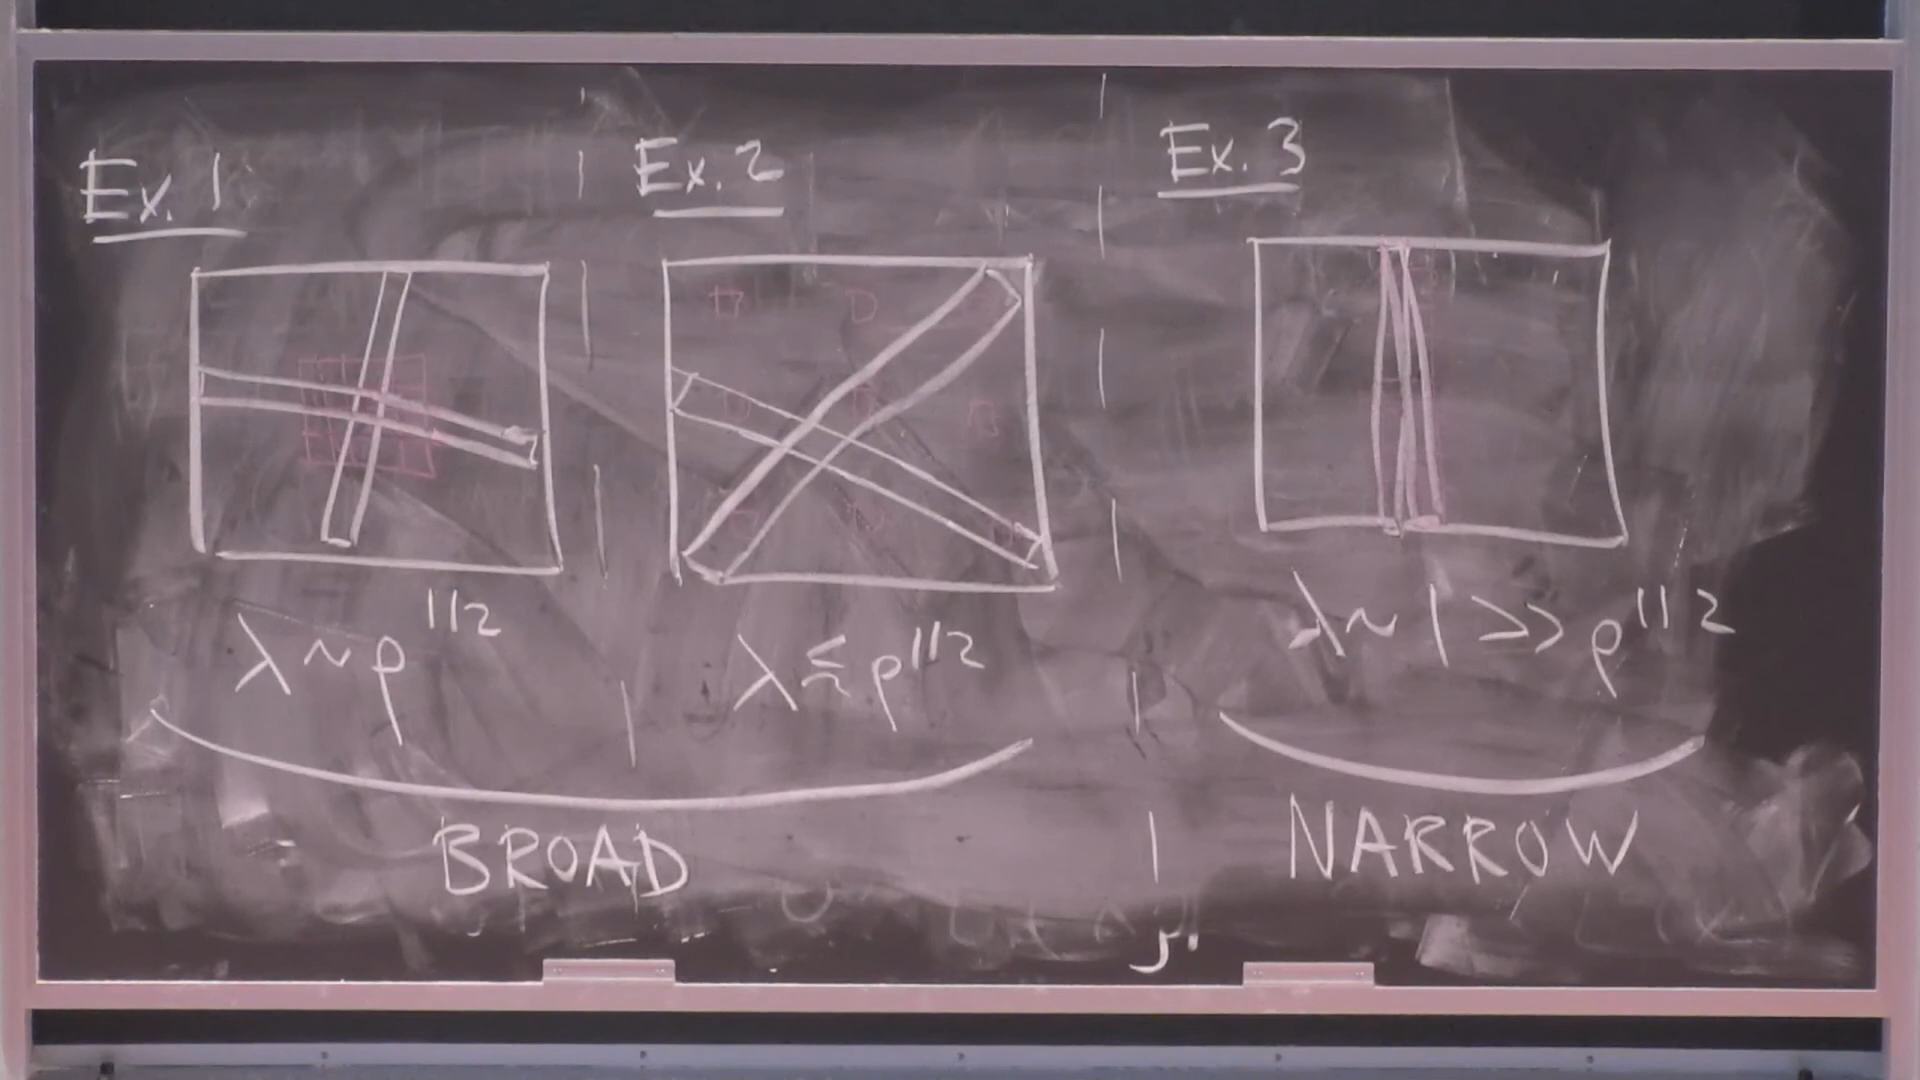 Ex. 1
λ ~ ρ^1/2
Ex. 2
λ ≲ ρ^1/2
BROAD
Ex. 3
λ ~ 1 >> ρ^1/2
NARROW